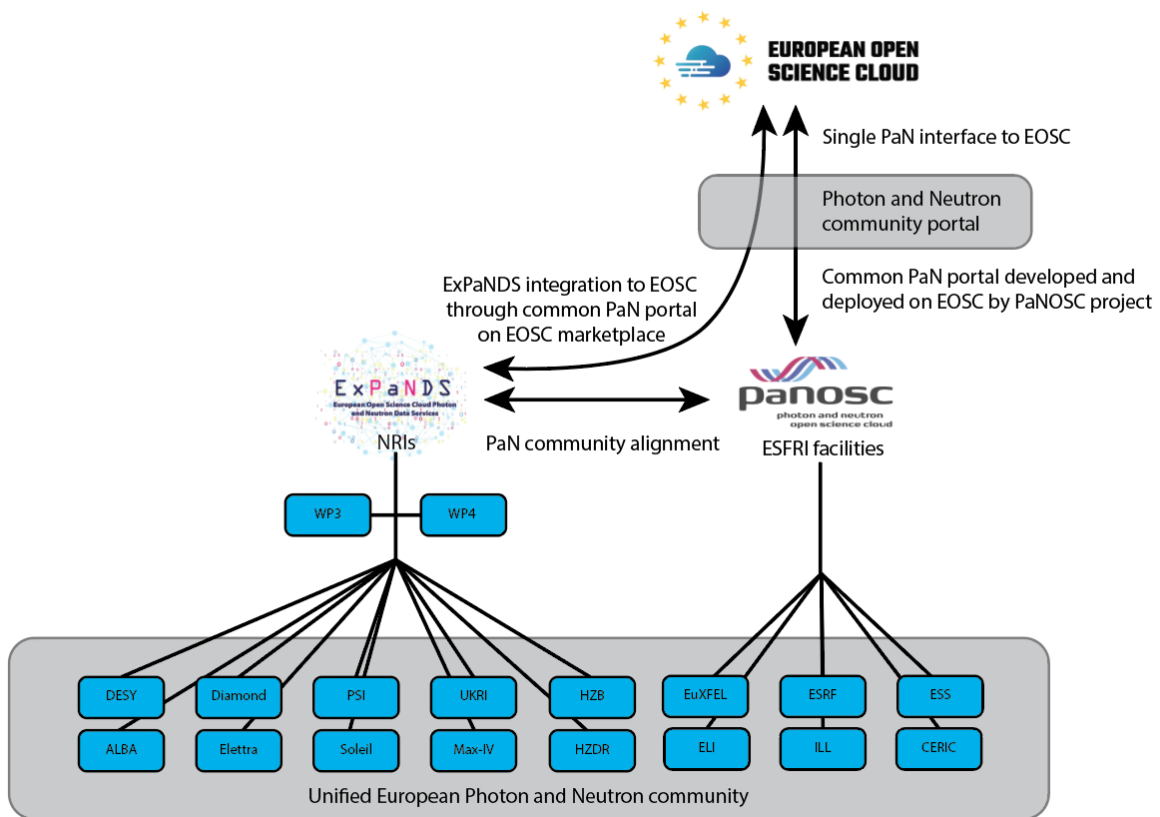 EUROPEAN OPEN
SCIENCE CLOUD
Single PaN interface to EOSC
Photon and Neutron
community portal
ExPaNDS integration to EOSC
through common PaN portal
on EOSC marketplace
Common PaN portal developed and
deployed on EOSC by PaNOSC project
ExPaNDS
European Open Science Cloud Photon
and Neutron Data Services
NRIs
PaN community alignment
panosc
photon and neutron
open science cloud
ESFRI facilities
WP3
WP4
DESY
Diamond
PSI
UKRI
HZB
EuXFEL
ESRF
ESS
ALBA
Elettra
Soleil
Max-IV
HZDR
ELI
ILL
CERIC
Unified European Photon and Neutron community